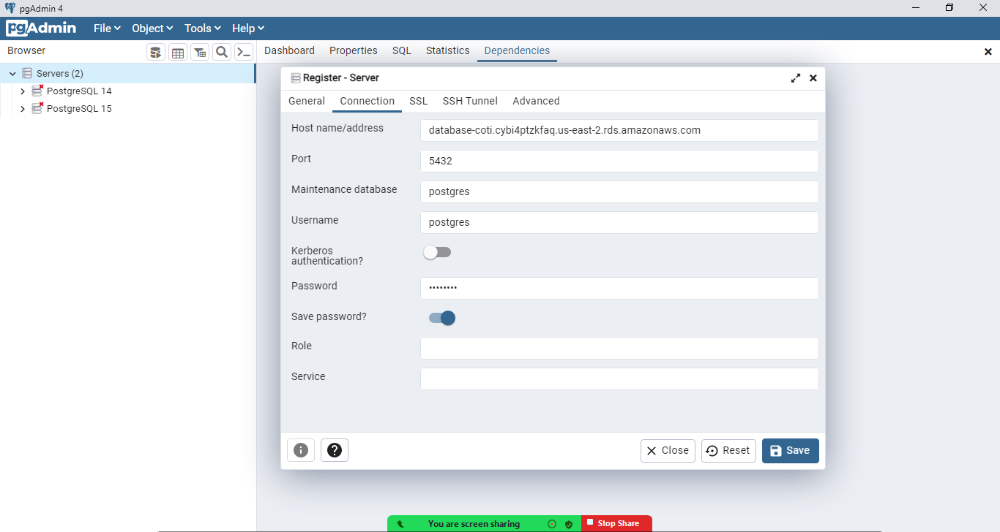 pgAdmin 4
pgAdmin File Object Tools Help
Browser Dashboard Properties SQL Statistics Dependencies
Servers (2)
PostgreSQL 14
PostgreSQL 15
Register - Server
General Connection SSL SSH Tunnel Advanced
Host name/address database-coti.cybi4ptzkfaq.us-east-2.rds.amazonaws.com
Port 5432
Maintenance database postgres
Username postgres
Kerberos
authentication?
Password ••••••••
Save password?
Role
Service
Close Reset Save
You are screen sharing Stop Share